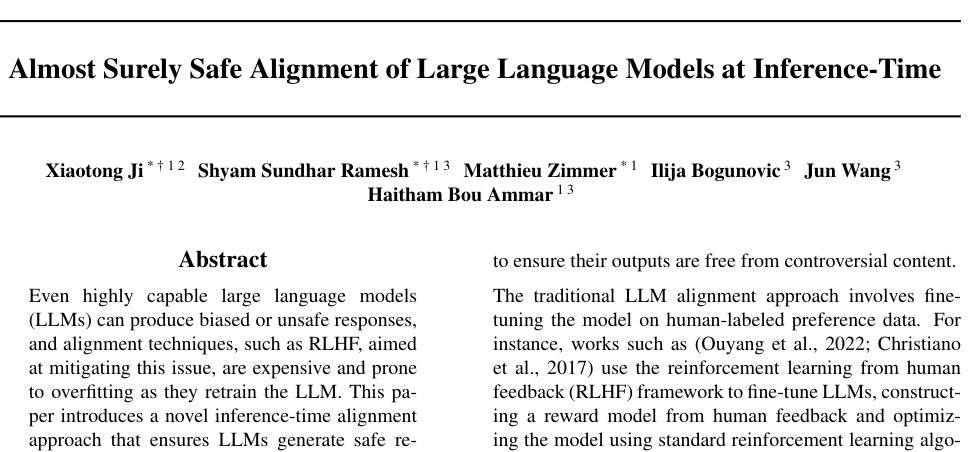 Almost Surely Safe Alignment of Large Language Models at Inference-Time
Xiaotong Ji * † 1 2 Shyam Sundhar Ramesh * † 1 3 Matthieu Zimmer * 1 Ilija Bogunovic 3 Jun Wang 3
Haitham Bou Ammar 1 3
Abstract
Even highly capable large language models
(LLMs) can produce biased or unsafe responses,
and alignment techniques, such as RLHF, aimed
at mitigating this issue, are expensive and prone
to overfitting as they retrain the LLM. This pa-
per introduces a novel inference-time alignment
approach that ensures LLMs generate safe re-
to ensure their outputs are free from controversial content.
The traditional LLM alignment approach involves fine-
tuning the model on human-labeled preference data. For
instance, works such as (Ouyang et al., 2022; Christiano
et al., 2017) use the reinforcement learning from human
feedback (RLHF) framework to fine-tune LLMs, construct-
ing a reward model from human feedback and optimiz-
ing the model using standard reinforcement learning algo-